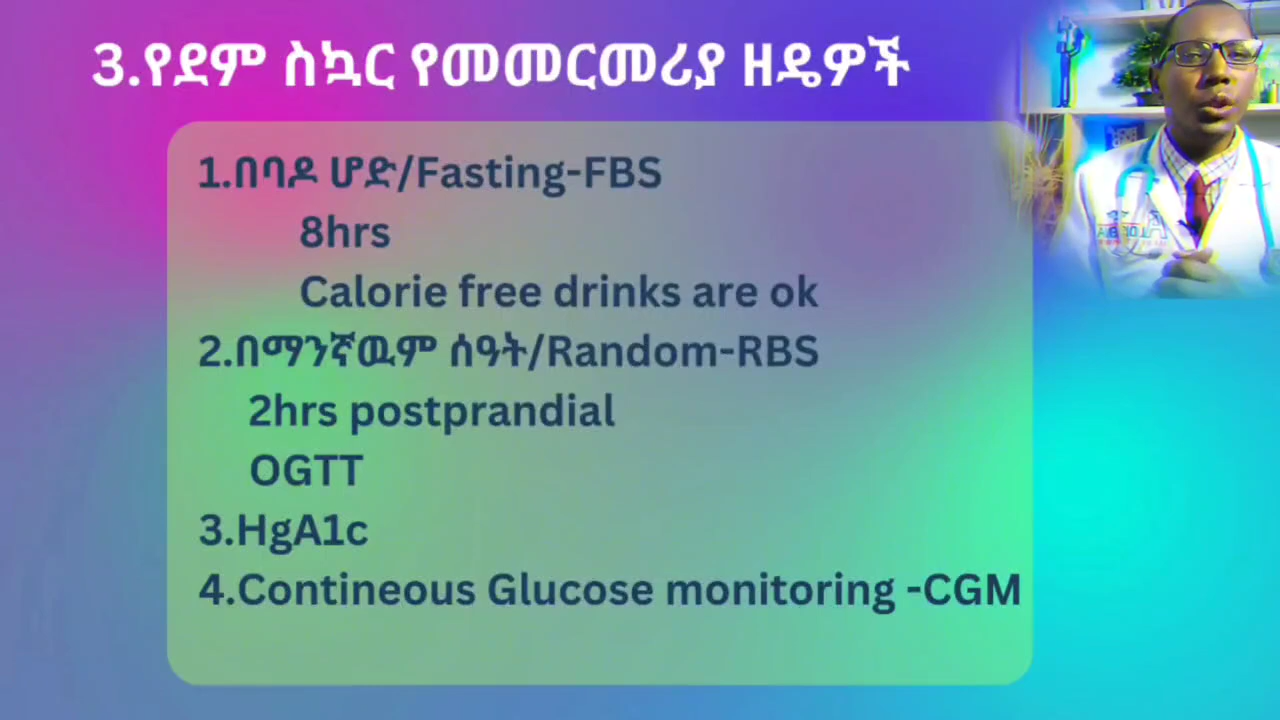 3.የደም ስኳር የመመርመሪያ ዘዴዎች
1.በባዶ ሆድ/Fasting-FBS
8hrs
Calorie free drinks are ok
2.በማንኛዉም ሰዓት/Random-RBS
2hrs postprandial
OGTT
3.HgA1c
4.Contineous Glucose monitoring -CGM